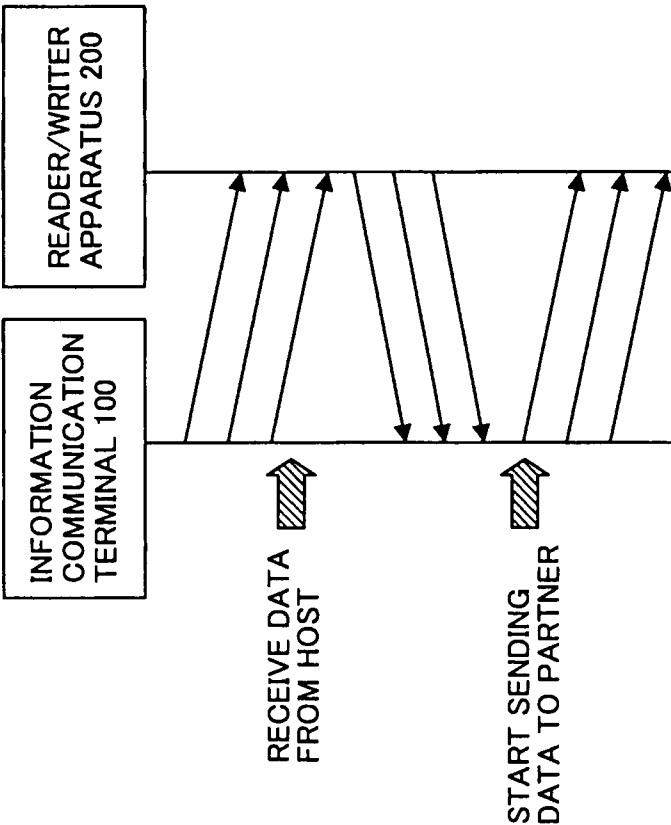 INFORMATION
COMMUNICATION
TERMINAL 100
READER/WRITER
APPARATUS 200
RECEIVE DATA
FROM HOST
START SENDING
DATA TO PARTNER